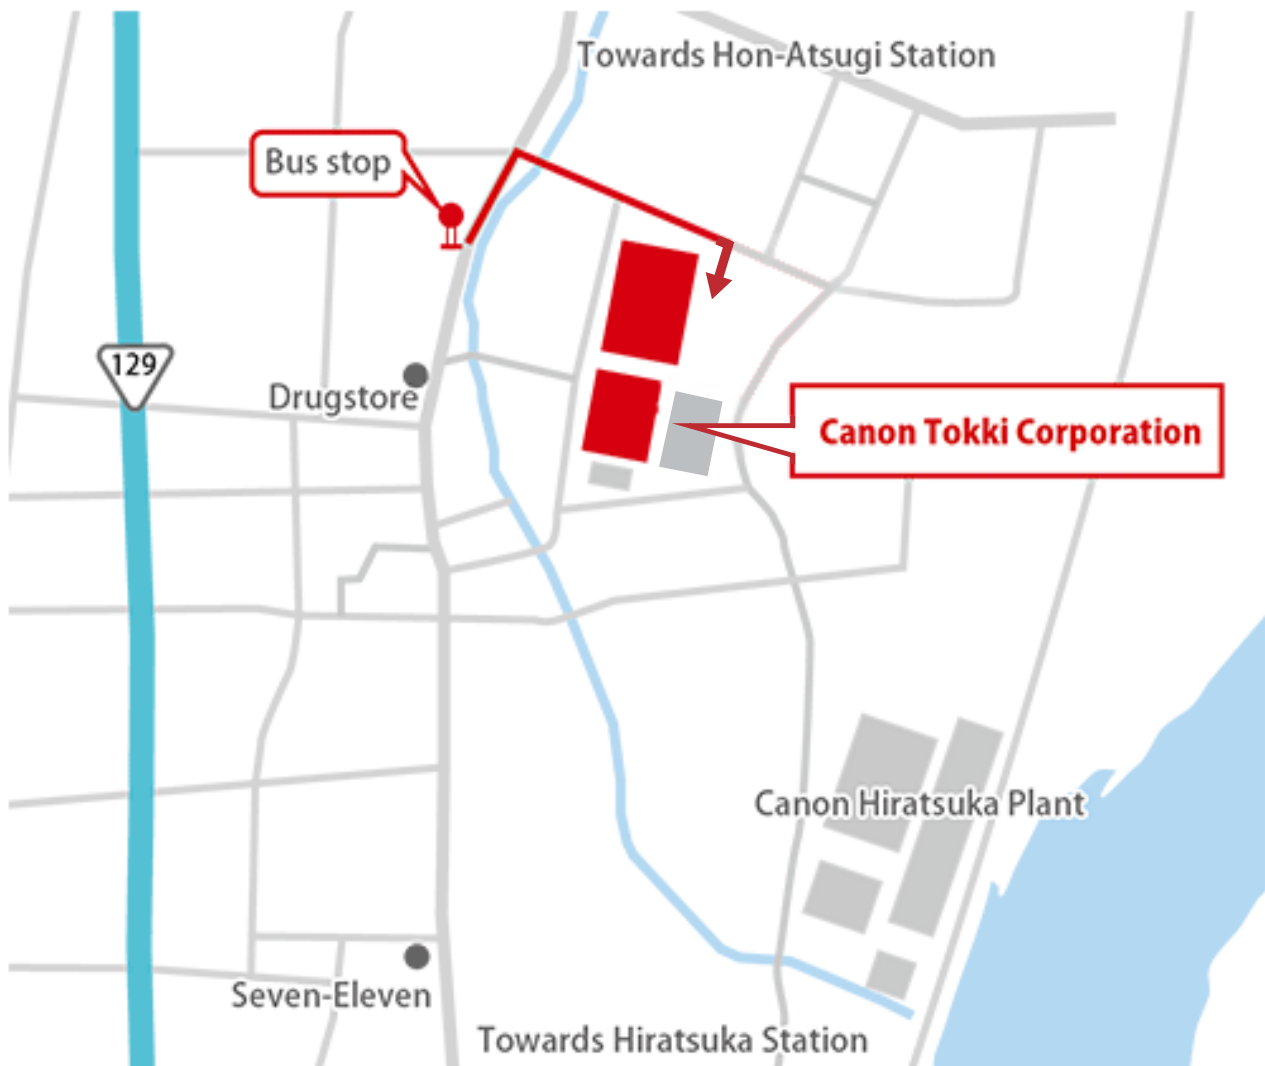 Towards Hon-Atsugi Station
Bus stop
129
Drugstore
Canon Tokki Corporation
Canon Hiratsuka Plant
Seven-Eleven
Towards Hiratsuka Station